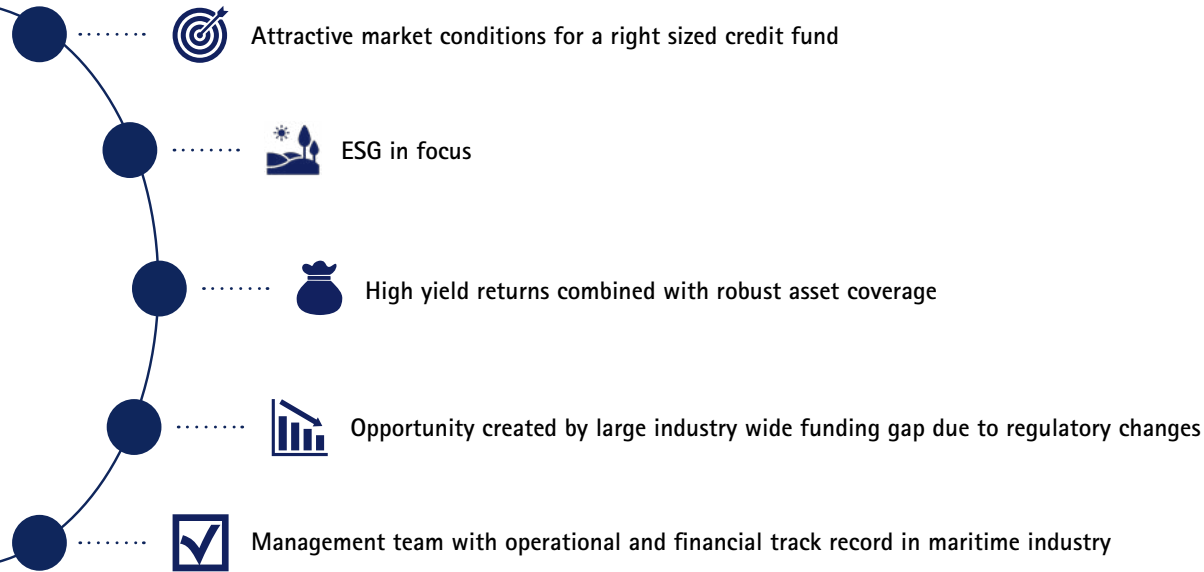 Attractive market conditions for a right sized credit fund
ESG in focus
High yield returns combined with robust asset coverage
Opportunity created by large industry wide funding gap due to regulatory changes
Management team with operational and financial track record in maritime industry